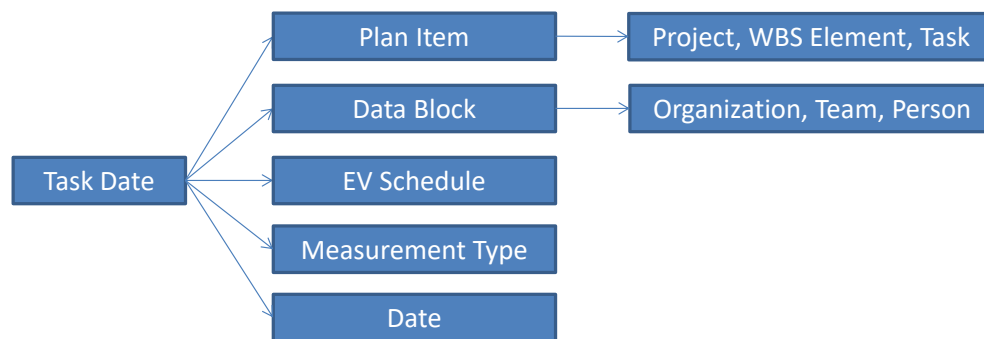 Plan Item
Project, WBS Element, Task
Data Block
Organization, Team, Person
Task Date
EV Schedule
Measurement Type
Date